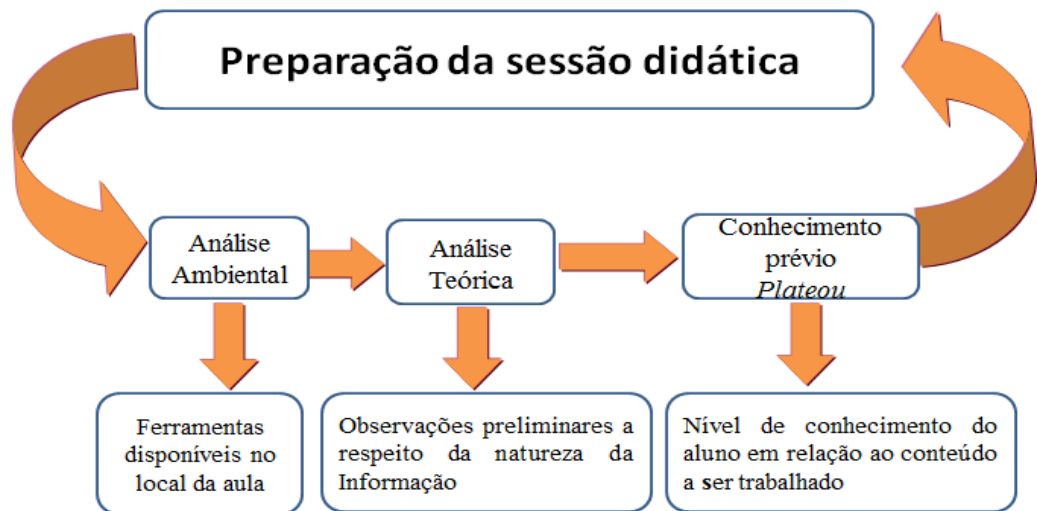 Preparação da sessão didática
Análise
Ambiental
Análise
Teórica
Conhecimento
prévio
Plateou
Ferramentas
disponíveis no
local da aula
Observações preliminares a
respeito da natureza da
Informação
Nível de conhecimento do
aluno em relação ao conteúdo
a ser trabalhado